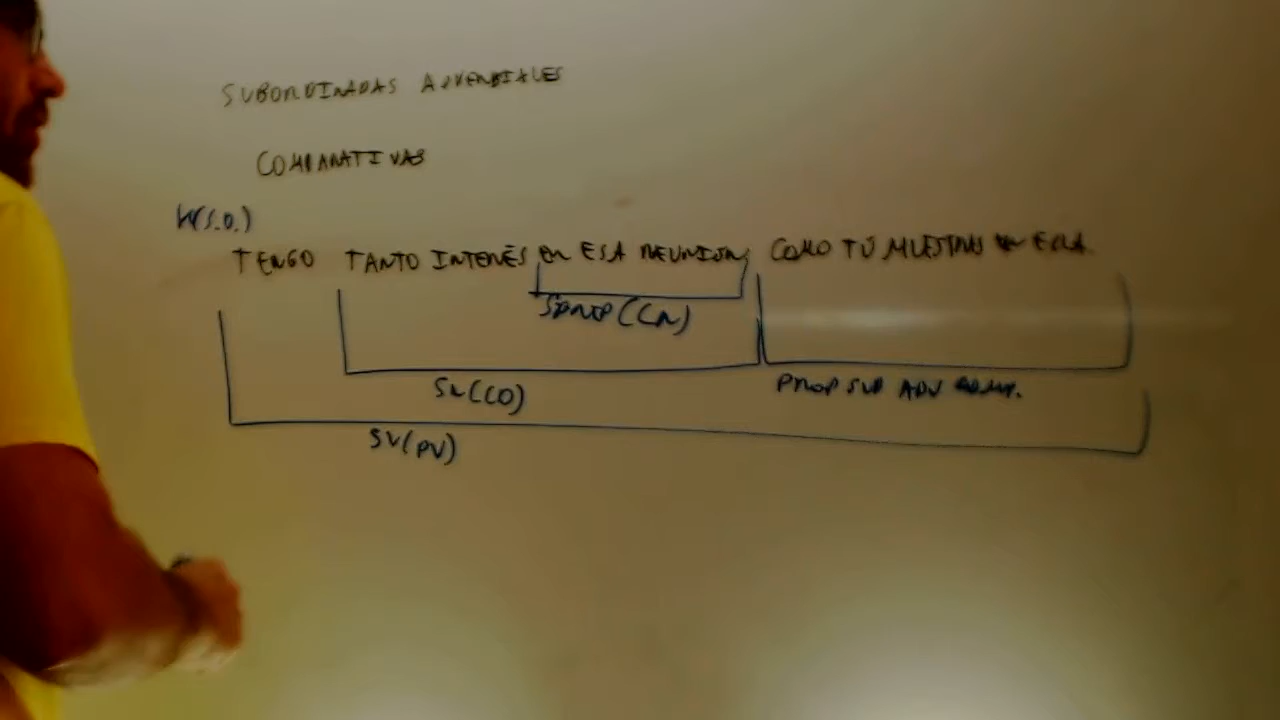 SUBORDINADAS ADVERBIALES
COMPARATIVAS
(S.O.)
TENGO TANTO INTERÉS EN ESA REUNIÓN COMO TÚ MUESTRAS EN ELLA
SPREP (CN)
SN (CD)
PROP SUB ADV COMP.
SV (PV)